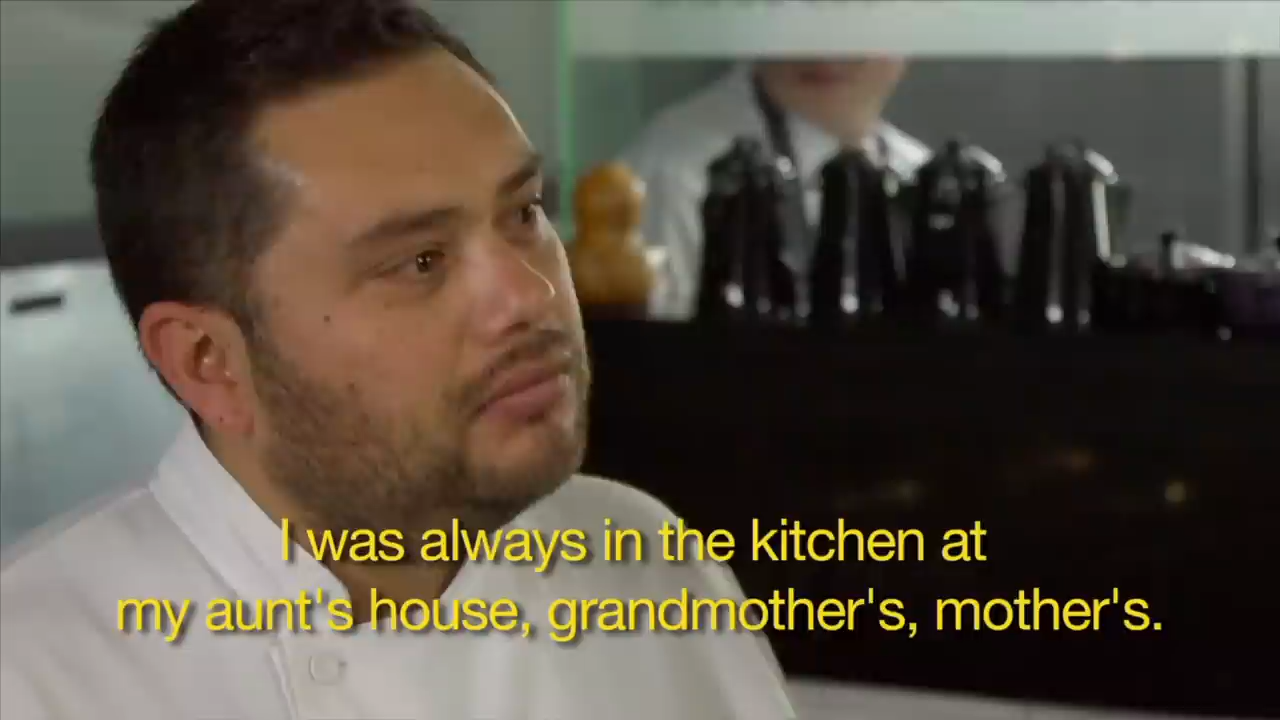 I was always in the kitchen at
my aunt's house, grandmother's, mother's.